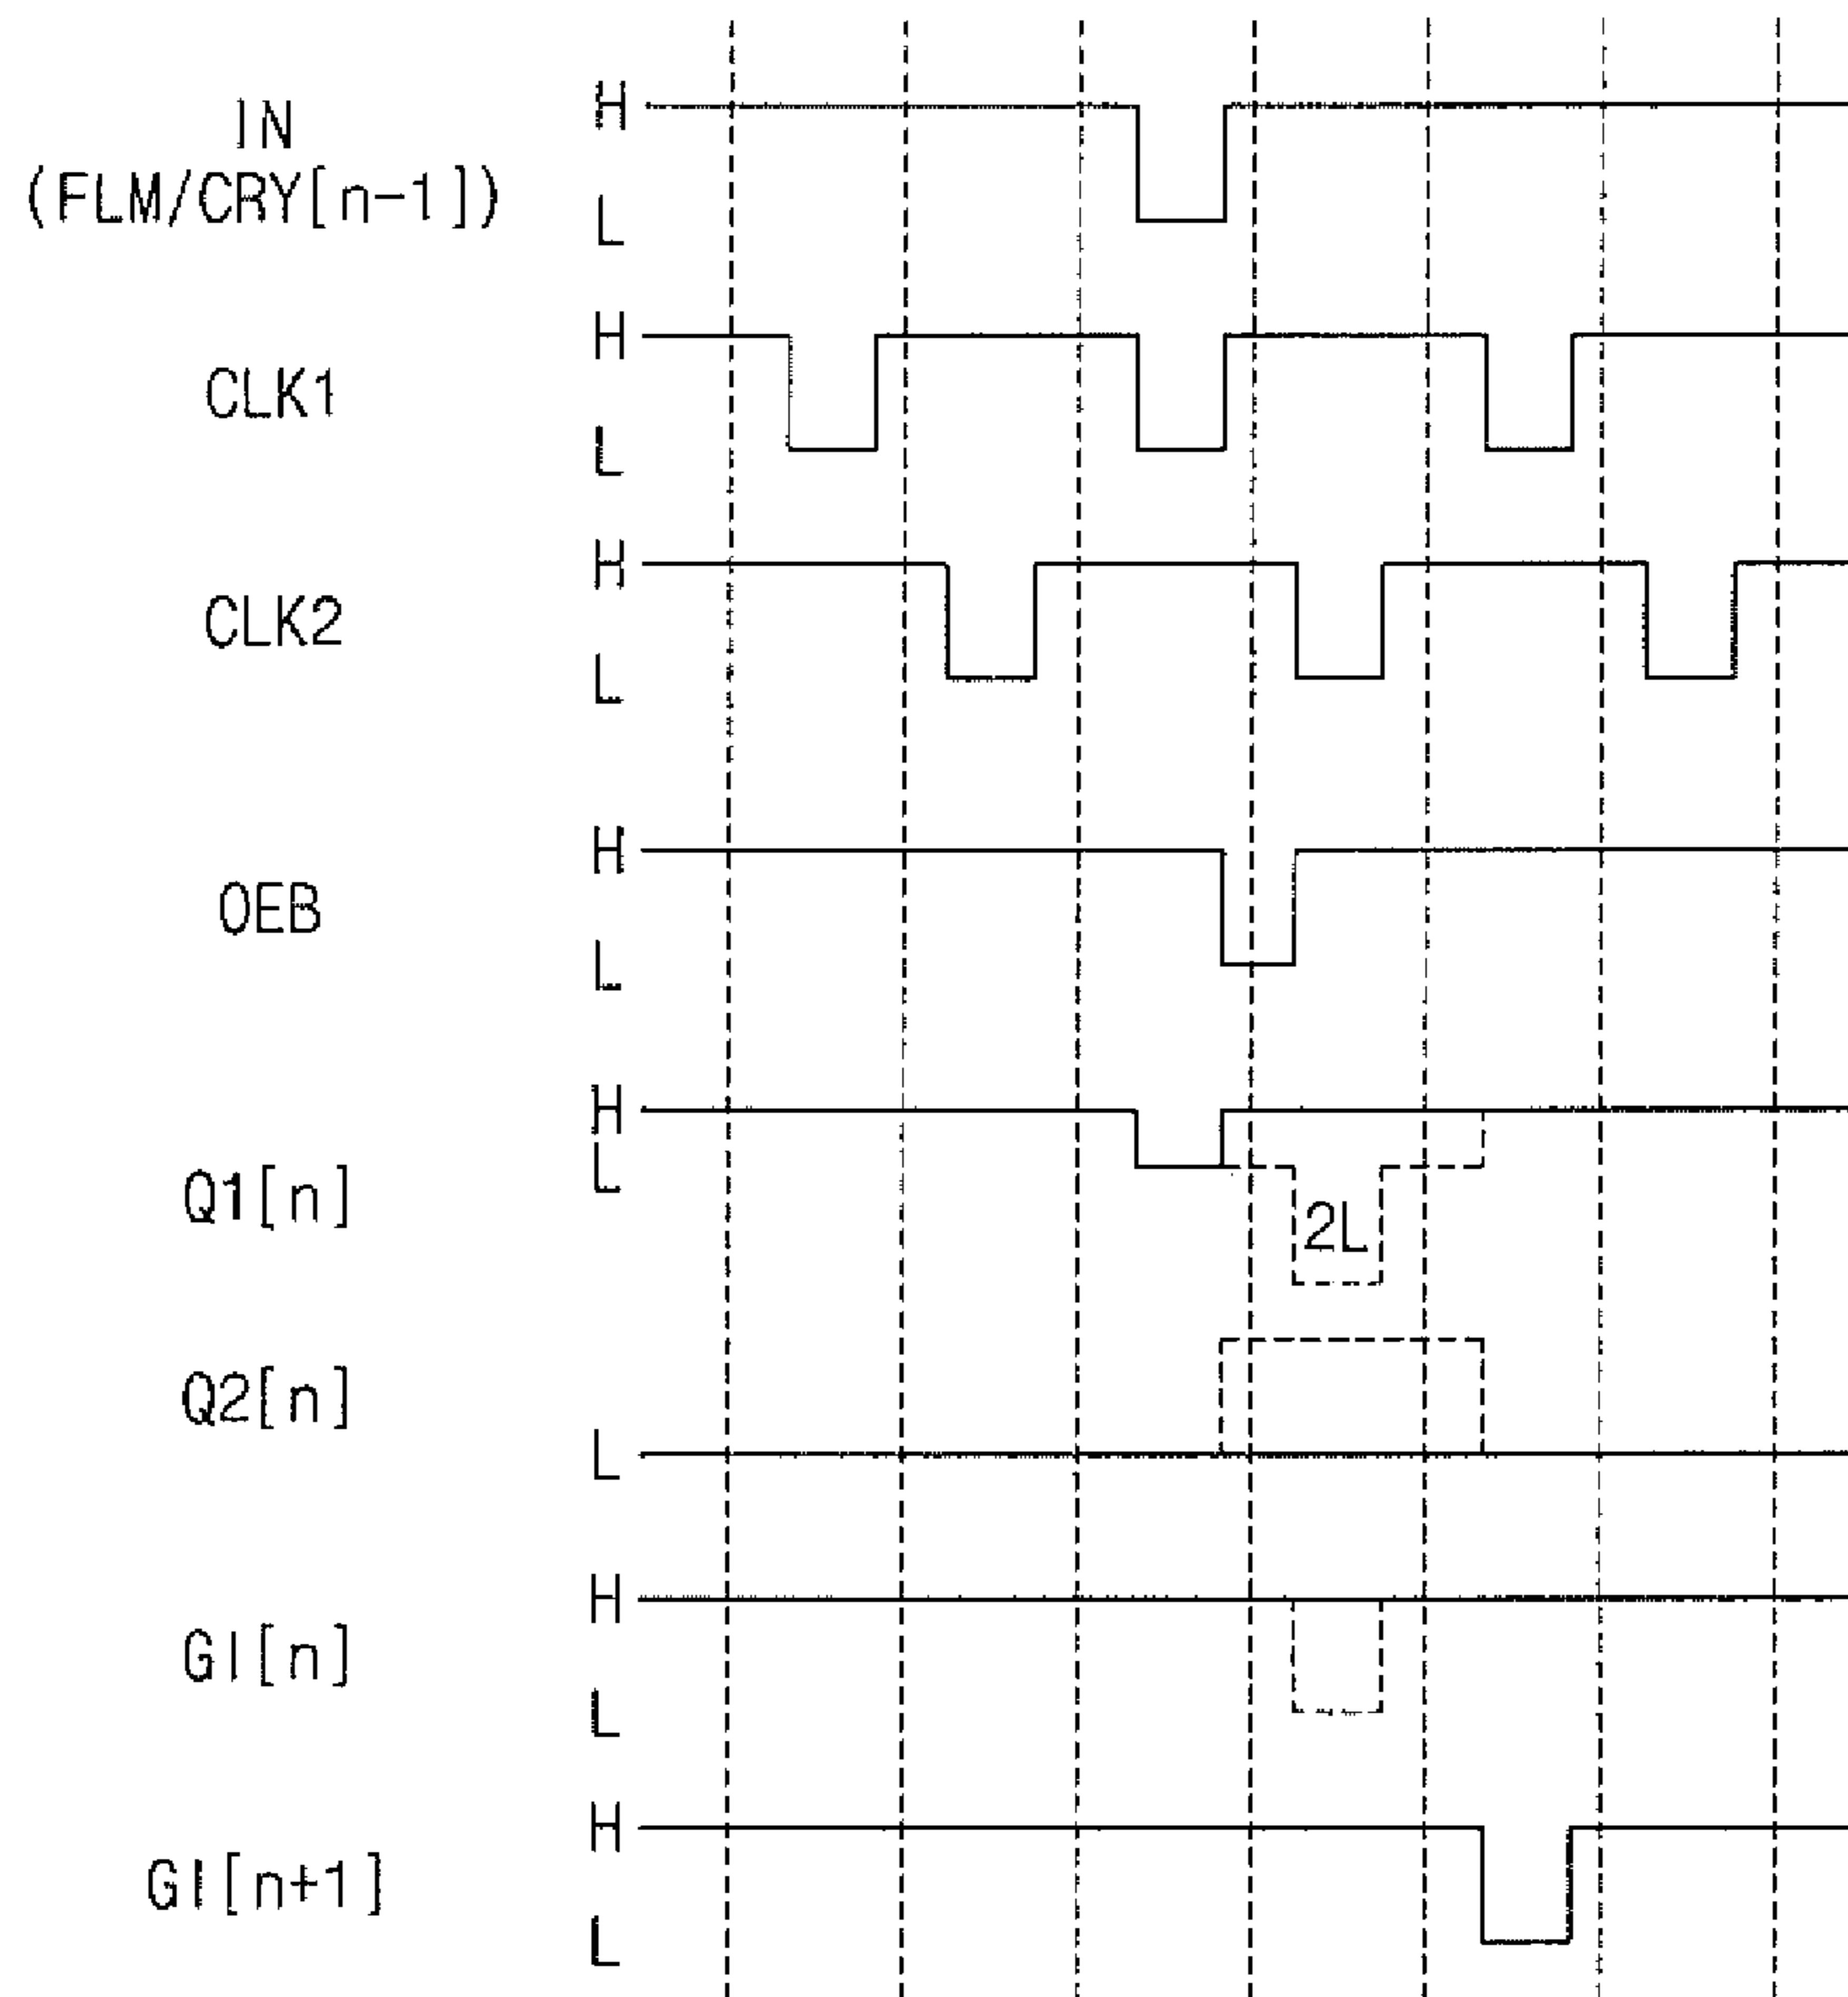 IN
(FLM/CRY[n-1])
H
L
CLK1
H
L
CLK2
H
L
OEB
H
L
Q1[n]
H
L
2L
Q2[n]
L
GI[n]
H
L
GI[n+1]
H
L